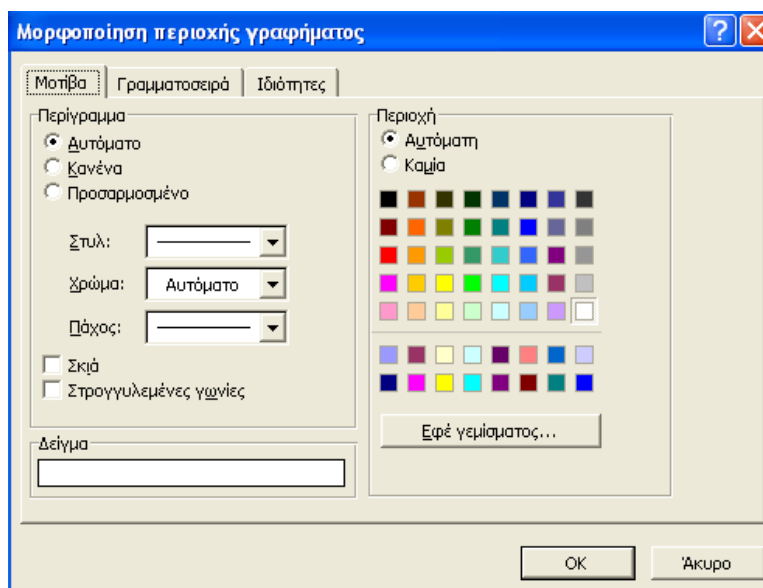 Μορφοποίηση περιοχής γραφήματος
Μοτίβα Γραμματοσειρά Ιδιότητες
Περίγραμμα
Αυτόματο
Κανένα
Προσαρμοσμένο
Στυλ:
Χρώμα: Αυτόματο
Πάχος:
Σκιά
Στρογγυλεμένες γωνίες
Δείγμα
Περιοχή
Αυτόματη
Καμία
Εφέ γεμίσματος...
OK Άκυρο